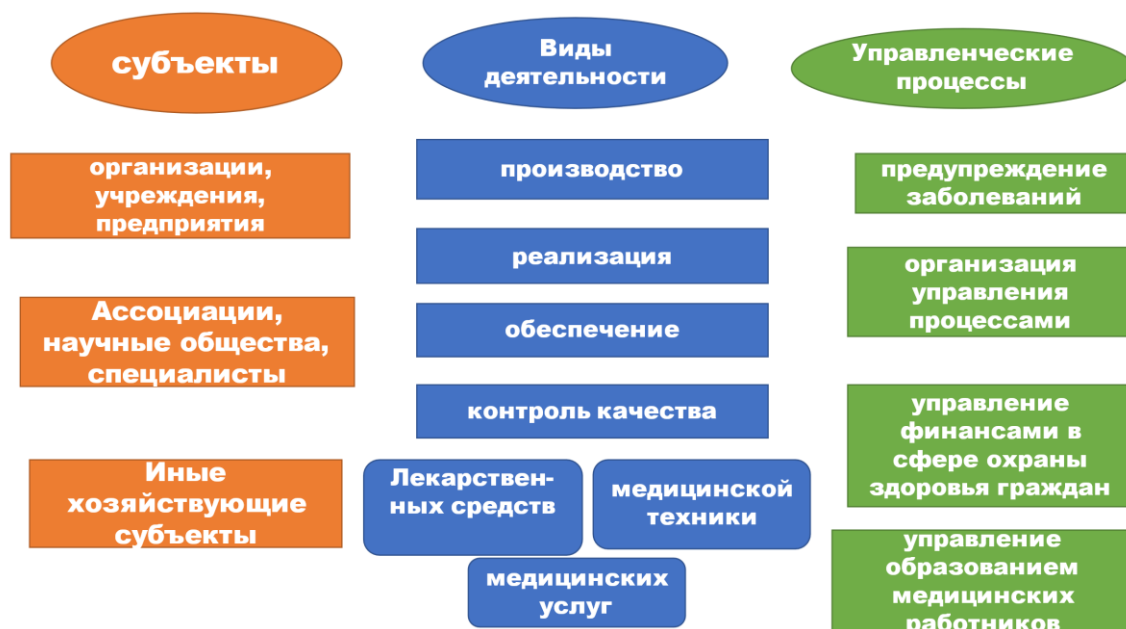 субъекты
организации,
учреждения,
предприятия
Ассоциации,
научные общества,
специалисты
Иные
хозяйствующие
субъекты
Виды
деятельности
производство
реализация
обеспечение
контроль качества
Лекарствен-
ных средств
медицинской
техники
медицинских
услуг
Управленческие
процессы
предупреждение
заболеваний
организация
управления
процессами
управление
финансами в
сфере охраны
здоровья граждан
управление
образованием
медицинских
работников